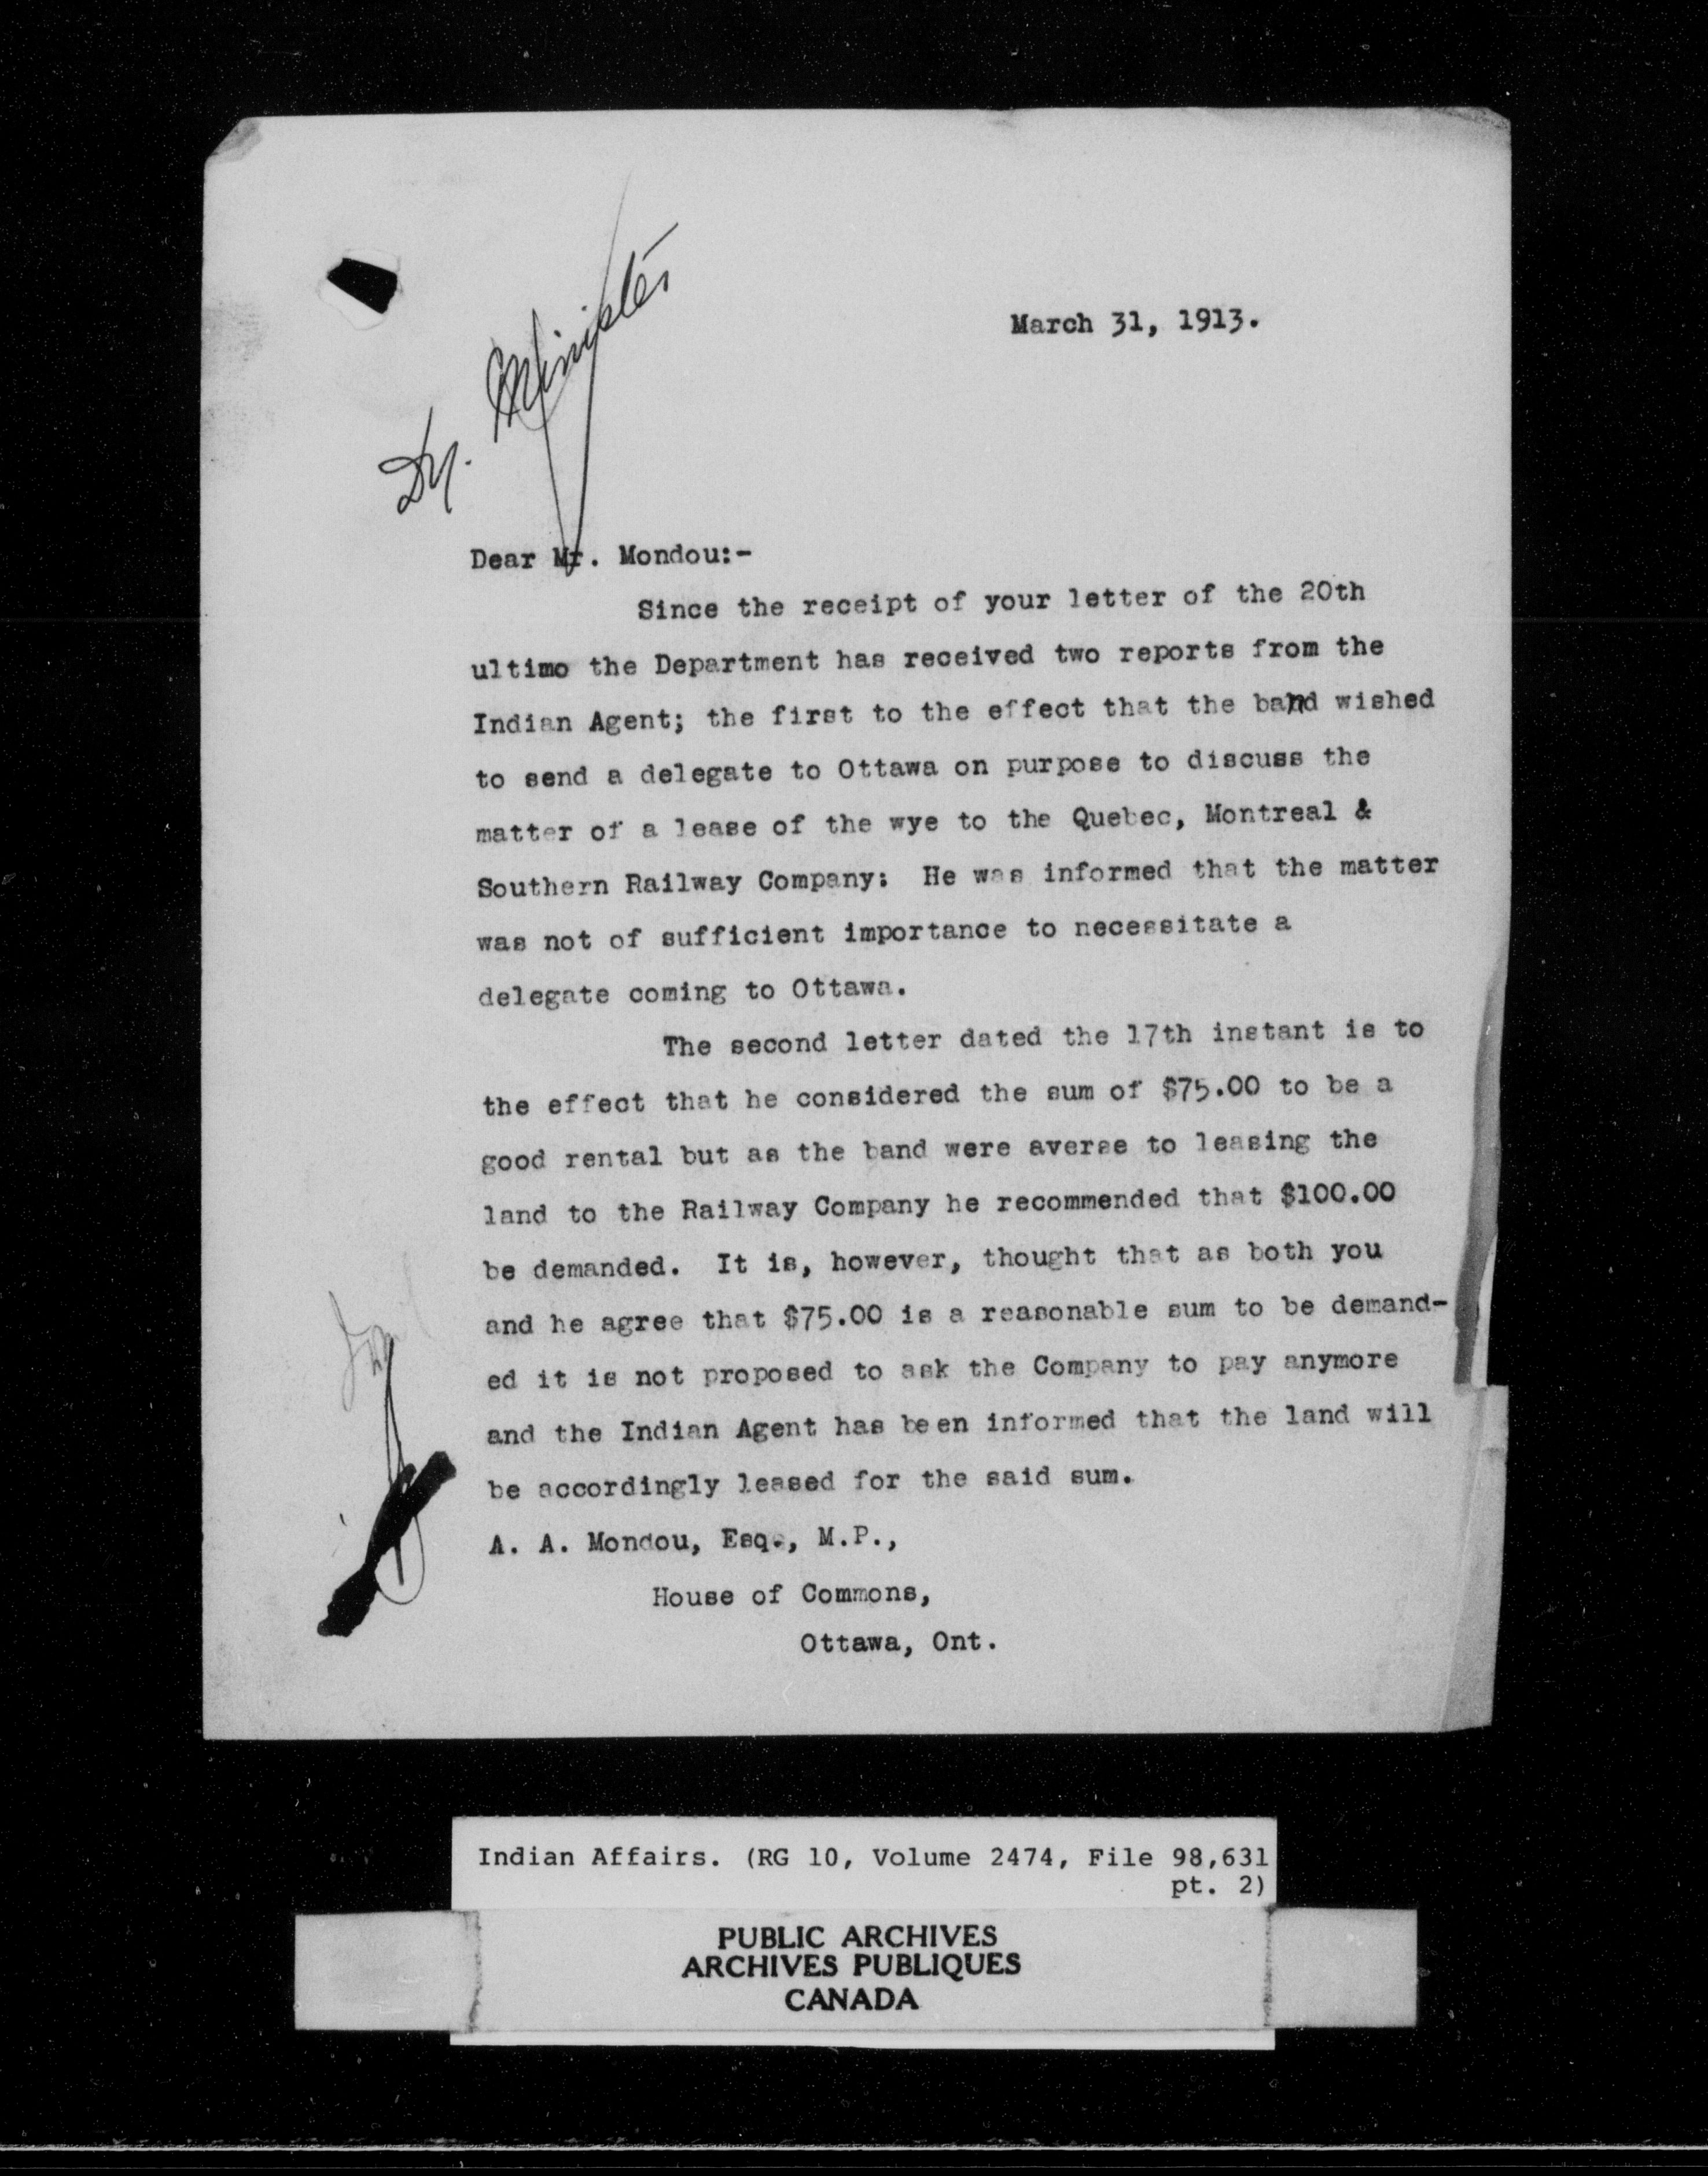 Dy. Minister
March 31, 1913.
Dear Mr. Mondou:-
Since the receipt of your letter of the 20th
ultimo the Department has received two reports from the
Indian Agent; the first to the effect that the band wished
to send a delegate to Ottawa on purpose to discuss the
matter of a lease of the wye to the Quebec, Montreal &
Southern Railway Company: He was informed that the matter
was not of sufficient importance to necessitate a
delegate coming to Ottawa.
The second letter dated the 17th instant is to
the effect that he considered the sum of $75.00 to be a
good rental but as the band were averse to leasing the
land to the Railway Company he recommended that $100.00
be demanded. It is, however, thought that as both you
and he agree that $75.00 is a reasonable sum to be demand-
ed it is not proposed to ask the Company to pay anymore
and the Indian Agent has been informed that the land will
be accordingly leased for the said sum.
A. A. Mondou, Esq., M.P.,
House of Commons,
Ottawa, Ont.
Indian Affairs. (RG 10, Volume 2474, File 98,631
pt. 2)
PUBLIC ARCHIVES
ARCHIVES PUBLIQUES
CANADA